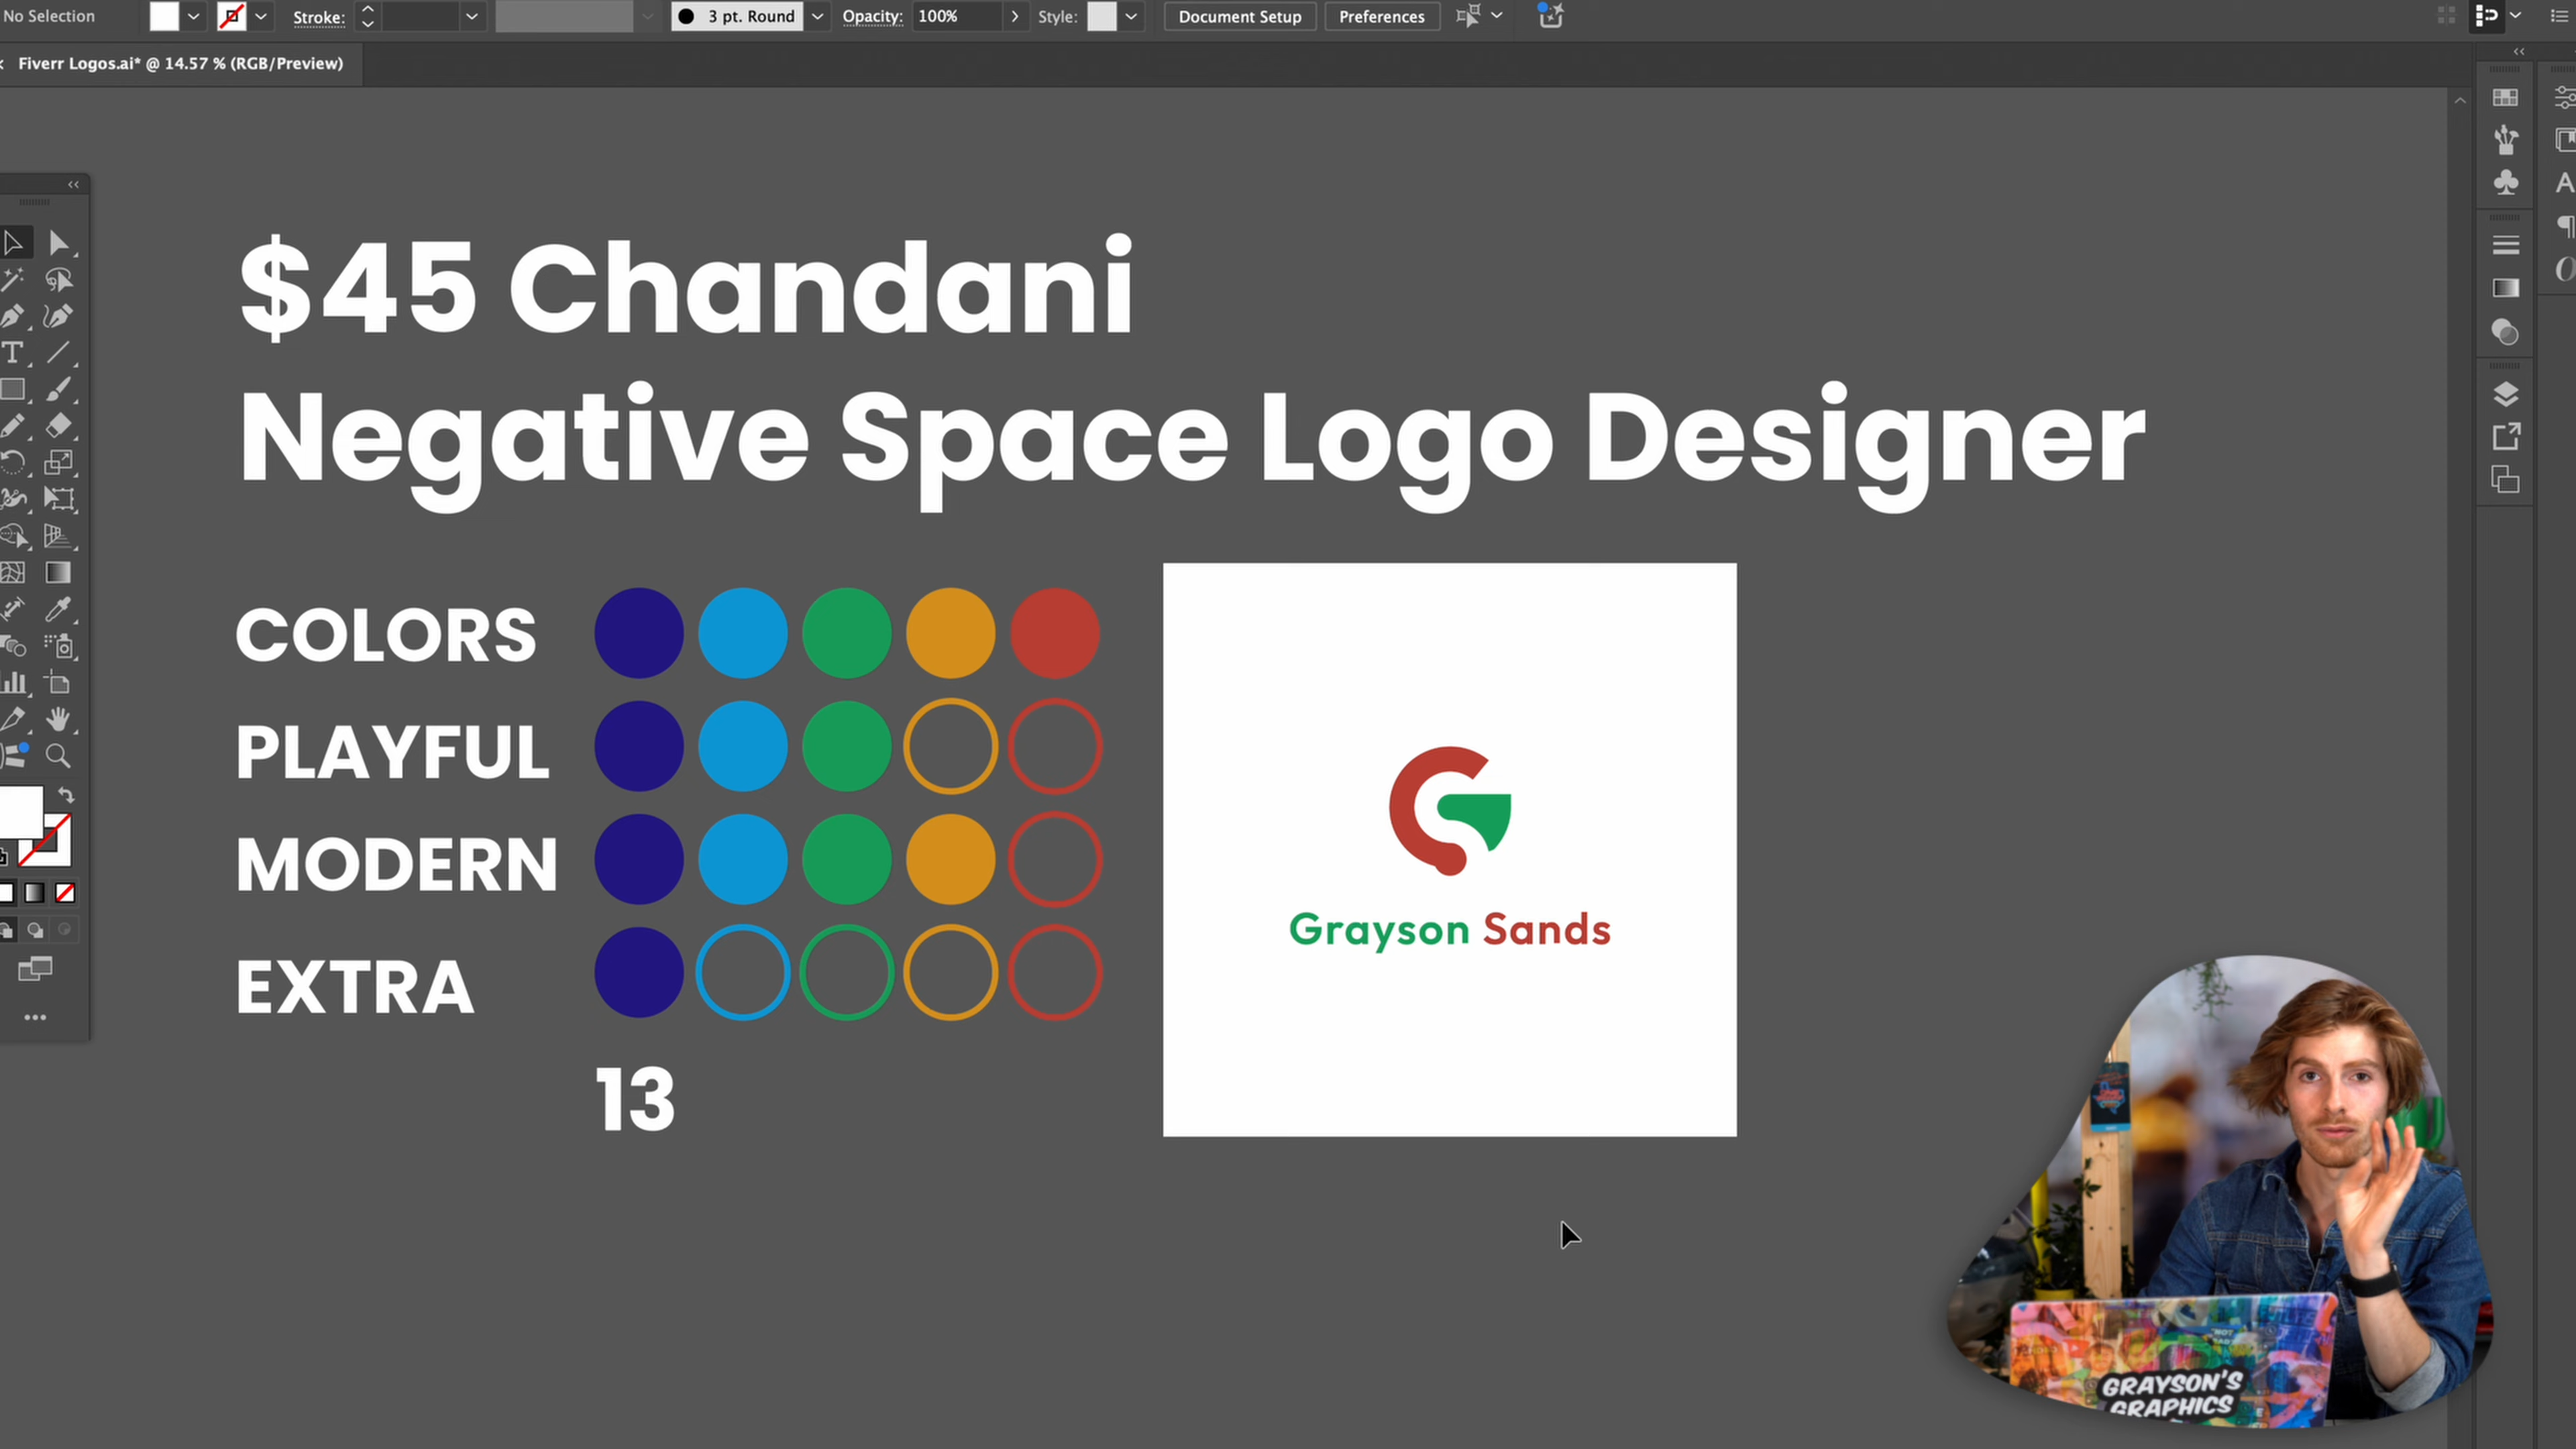 No Selection
Stroke:
3 pt. Round
Opacity: 100%
Style:
Document Setup
Preferences
Fiverr Logos.ai* @ 14.57 % (RGB/Preview)
$45 Chandani
Negative Space Logo Designer
COLORS
PLAYFUL
MODERN
EXTRA
13
Grayson Sands
GRAYSON'S
GRAPHICS